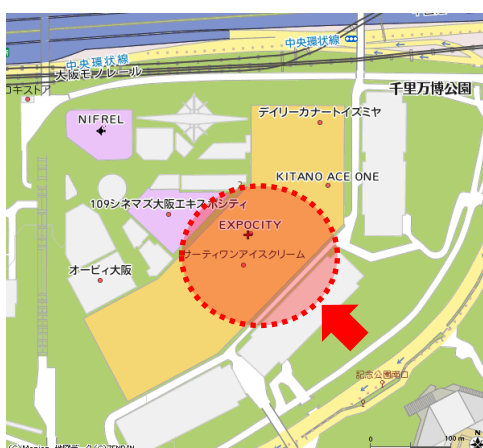 中央環状線
中央環状線
大阪モノレール
コキストア
千里万博公園
NIFREL
デイリーカナートイズミヤ
KITANO ACE ONE
109シネマズ大阪エキスポシティ
EXPOCITY
サーティワンアイスクリーム
オービィ大阪
記念公園南口
0
100 m
N